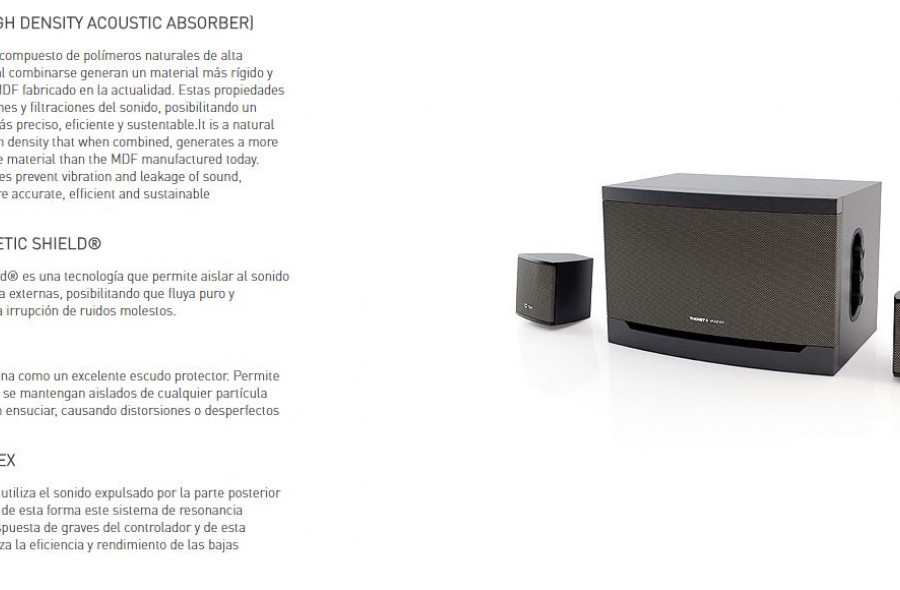 GH DENSITY ACOUSTIC ABSORBER)
compuesto de polímeros naturales de alta
al combinarse generan un material más rígido y
MDF fabricado en la actualidad. Estas propiedades
nes y filtraciones del sonido, posibilitando un
ás preciso, eficiente y sustentable.It is a natural
h density that when combined, generates a more
e material than the MDF manufactured today.
es prevent vibration and leakage of sound,
re accurate, efficient and sustainable
ETIC SHIELD®
ld® es una tecnología que permite aislar al sonido
a externas, posibilitando que fluya puro y
a irrupción de ruidos molestos.
na como un excelente escudo protector. Permite
se mantengan aislados de cualquier partícula
n ensuciar, causando distorsiones o desperfectos
EX
utiliza el sonido expulsado por la parte posterior
de esta forma este sistema de resonancia
spuesta de graves del controlador y de esta
za la eficiencia y rendimiento de las bajas
THONET & VANDER